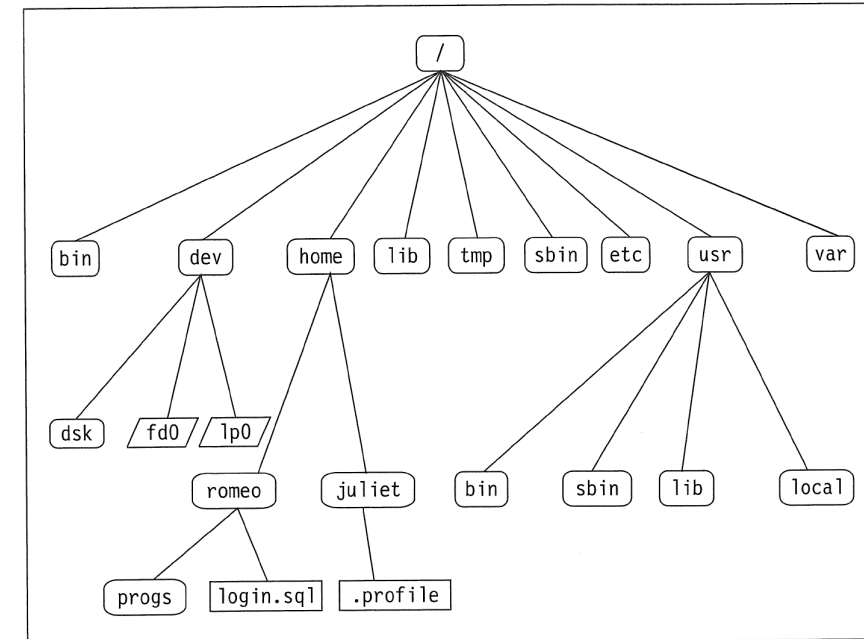 /
bin dev home lib tmp sbin etc usr var
dsk fd0 lp0
romeo juliet bin sbin lib local
progs login.sql .profile